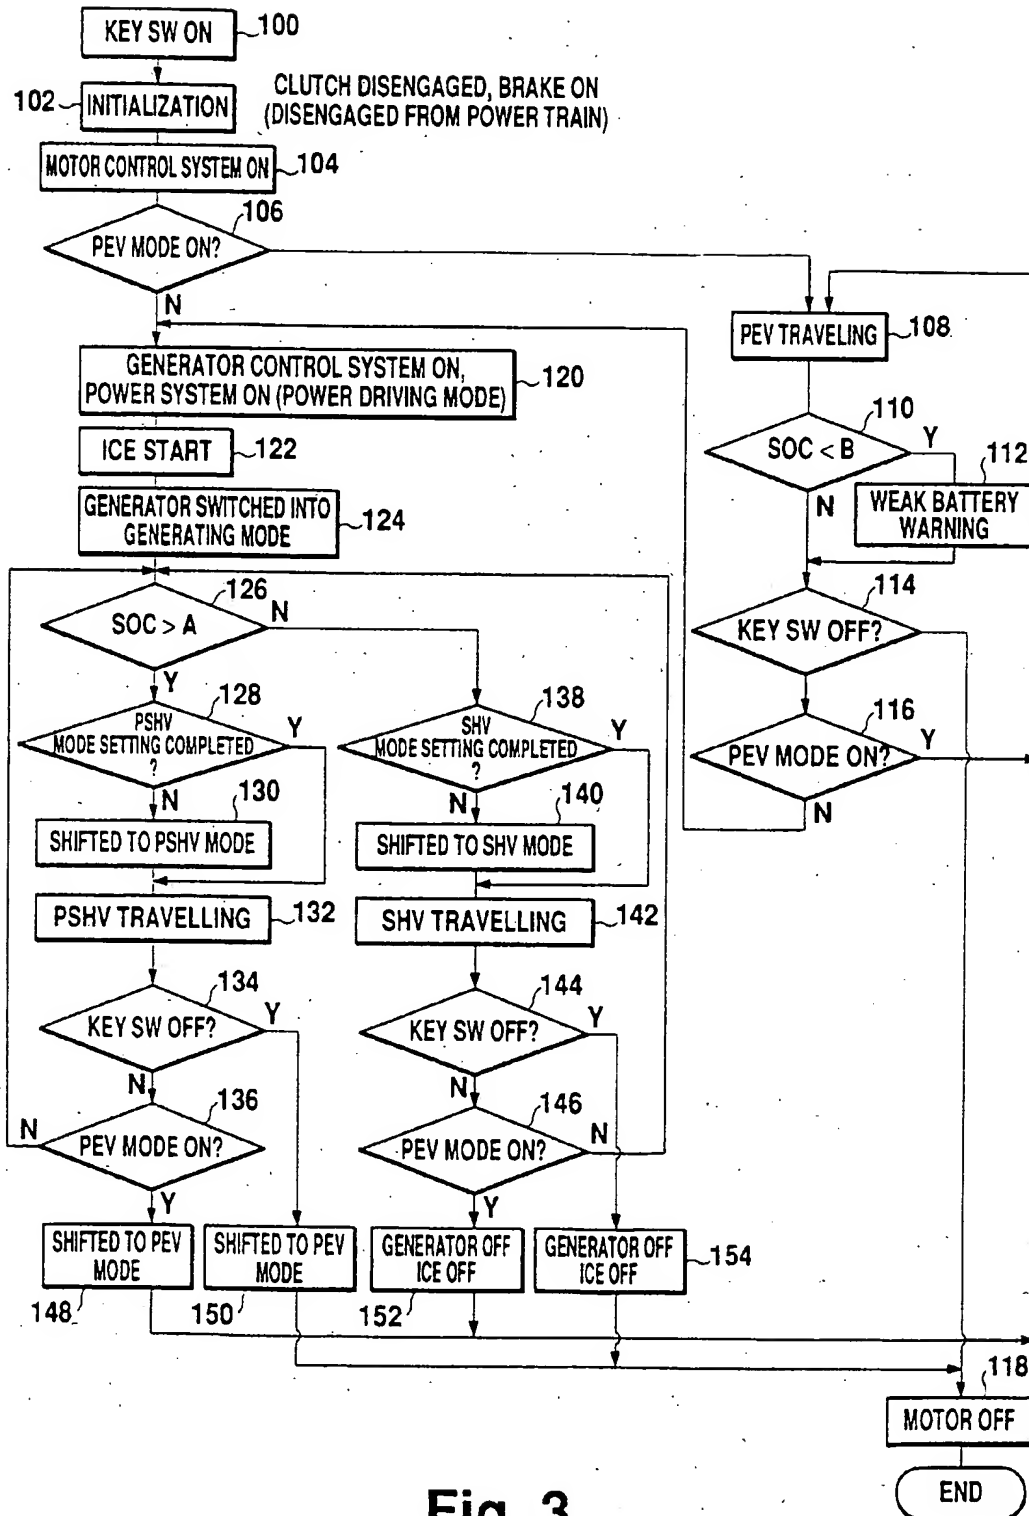 KEY SW ON
100
102
INITIALIZATION
CLUTCH DISENGAGED, BRAKE ON
(DISENGAGED FROM POWER TRAIN)
MOTOR CONTROL SYSTEM ON
104
106
PEV MODE ON?
N
PEV TRAVELING
108
GENERATOR CONTROL SYSTEM ON,
POWER SYSTEM ON (POWER DRIVING MODE)
120
110
SOC < B
Y
N
112
WEAK BATTERY
WARNING
ICE START
122
GENERATOR SWITCHED INTO
GENERATING MODE
124
126
SOC > A
N
Y
114
KEY SW OFF?
128
PSHV
MODE SETTING COMPLETED
?
Y
N
138
SHV
MODE SETTING COMPLETED
?
Y
N
116
PEV MODE ON?
Y
N
130
SHIFTED TO PSHV MODE
140
SHIFTED TO SHV MODE
PSHV TRAVELLING
132
SHV TRAVELLING
142
134
KEY SW OFF?
Y
N
144
KEY SW OFF?
Y
N
136
PEV MODE ON?
N
Y
146
PEV MODE ON?
N
Y
SHIFTED TO PEV
MODE
148
SHIFTED TO PEV
MODE
150
GENERATOR OFF
ICE OFF
152
GENERATOR OFF
ICE OFF
154
118
MOTOR OFF
END
Fig. 3